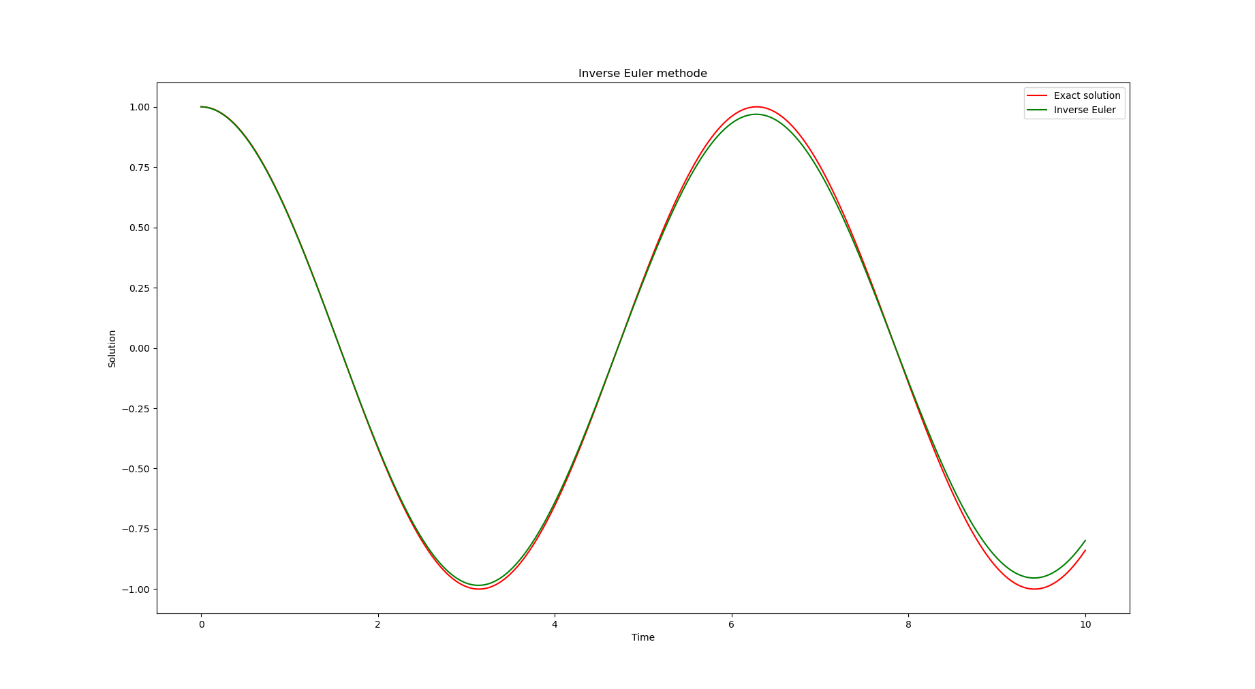 Inverse Euler methode
Exact solution
Inverse Euler
1.00
0.75
0.50
0.25
0.00
−0.25
−0.50
−0.75
−1.00
Solution
0 2 4 6 8 10
Time